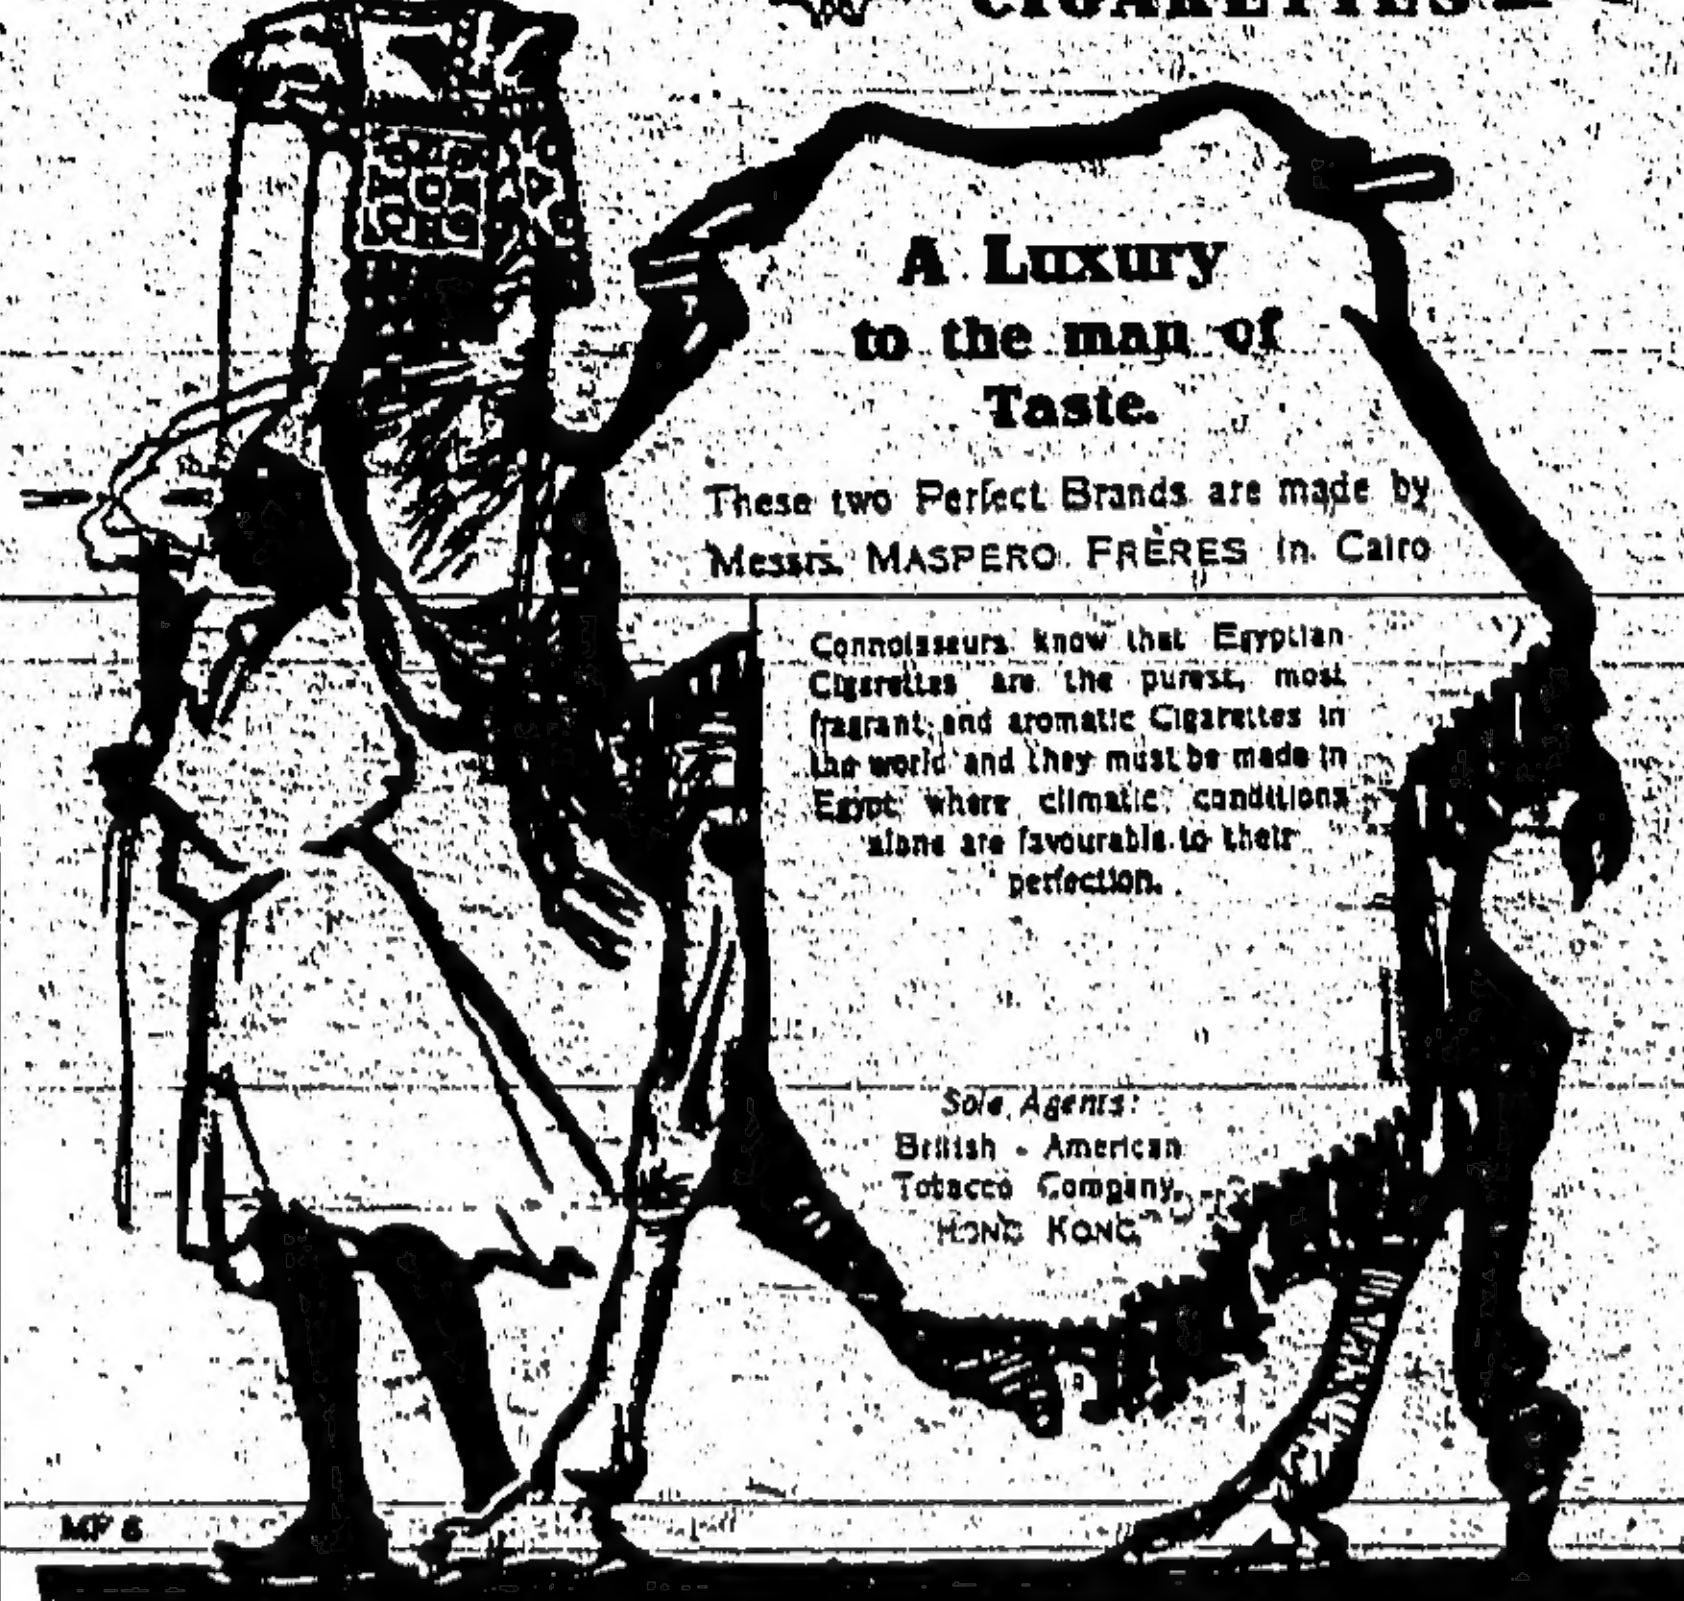 CIGARETTES
A Luxury
to the man of
Taste.
These two Perfect Brands are made by
Messrs. MASPERO FRÈRES in Cairo
Connoisseurs know that Egyptian
Cigarettes are the purest, most
fragrant and aromatic Cigarettes in
the world and they must be made in
Egypt where climatic conditions
alone are favourable to their
perfection.
Sole Agents:
British - American
Tobacco Company,
HONG KONG
MF 8